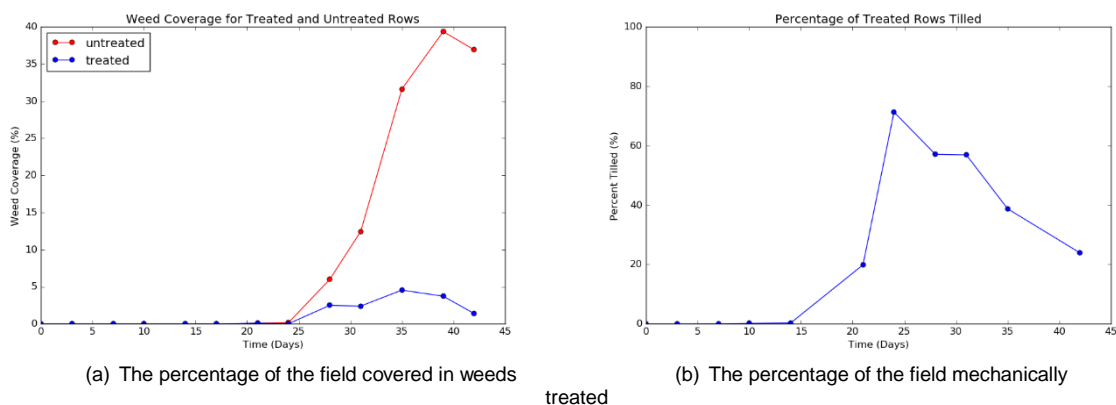 Weed Coverage for Treated and Untreated Rows
40
35
30
25
20
15
10
5
0
Weed Coverage (%)
untreated
treated
0 5 10 15 20 25 30 35 40 45
Time (Days)
(a) The percentage of the field covered in weeds
Percentage of Treated Rows Tilled
100
80
60
40
20
0
Percent Tilled (%)
0 5 10 15 20 25 30 35 40 45
Time (Days)
(b) The percentage of the field mechanically
treated